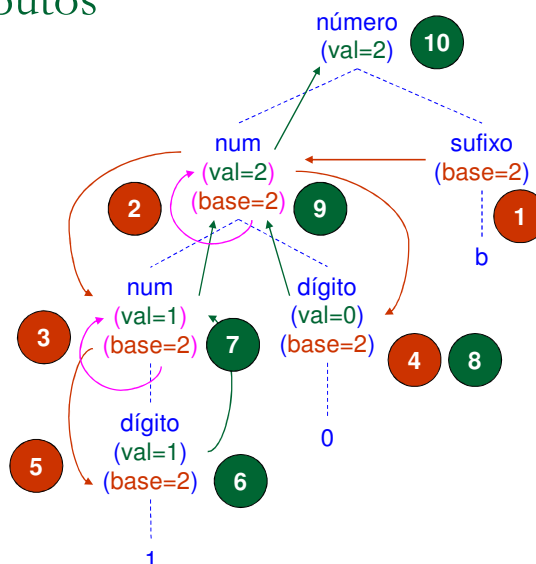 número
(val=2)
10
num
(val=2)
(base=2)
2
9
sufixo
(base=2)
1
b
num
(val=1)
(base=2)
3
7
dígito
(val=0)
(base=2)
4
8
0
dígito
(val=1)
(base=2)
5
6
1